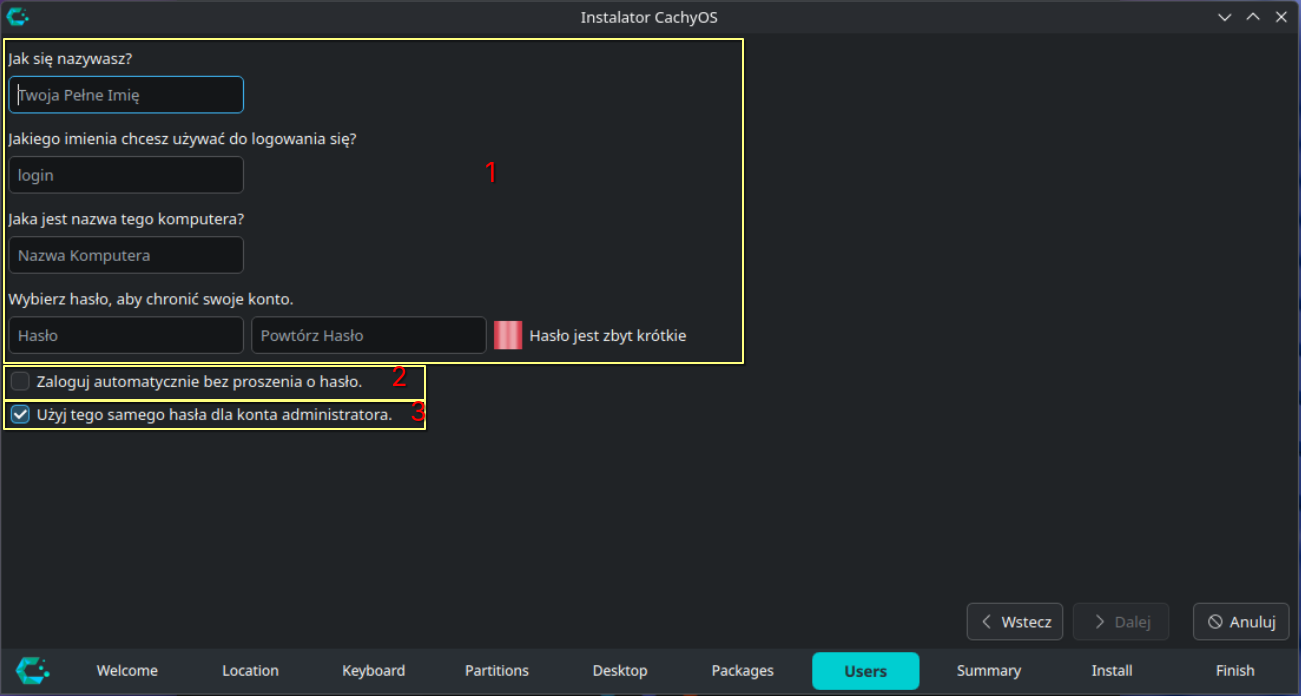 Instalator CachyOS
Jak się nazywasz?
Twoja Pełne Imię
Jakiego imienia chcesz używać do logowania się?
login
1
Jaka jest nazwa tego komputera?
Nazwa Komputera
Wybierz hasło, aby chronić swoje konto.
Hasło Powtórz Hasło Hasło jest zbyt krótkie
Zaloguj automatycznie bez proszenia o hasło. 2
Użyj tego samego hasła dla konta administratora. 3
Wstecz Dalej Anuluj
Welcome Location Keyboard Partitions Desktop Packages Users Summary Install Finish